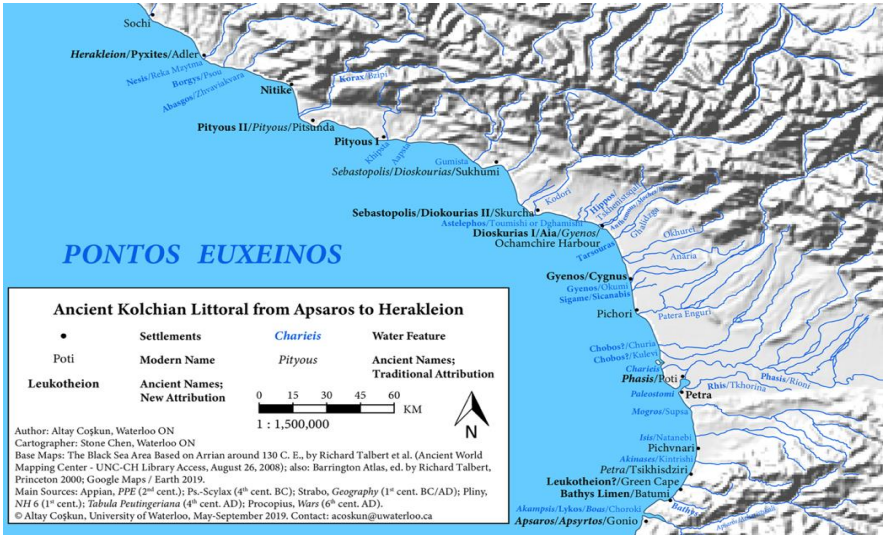 Sochi
Herakleion/Pyxites/Adler
Nesis/Reka Mzytma
Borgys/Psou
Abasgos/Zhvaviakvara
Nitike
Korax/Bzipi
Pityous II/Pityous/Pitsunda
Pityous I
Khipsta
Aapsta
Gumista
Sebastopolis/Dioskourias/Sukhumi
Kodori
Sebastopolis/Diokourias II/Skurcha
Astelephos/Toumishi or Dghamishi
Hippos/
Tskhenistsqali
Ghalidzga
Dioskurias I/Aia/Gyenos/
Ochamchire Harbour
Tarsouras
Okhurei
Anaria
PONTOS EUXEINOS
Gyenos/Cygnus
Gyenos/Okumi
Sigame/Sicanabis
Pichori
Patera Enguri
Chobos?/Churia
Chobos?/Kulevi
Charieis
Phasis/Poti
Phasis/Rioni
Rhis/Tkhorina
Paleostomi
Petra
Mogros/Supsa
Isis/Natanebi
Pichvnari
Akinases/Kintrishi
Petra/Tsikhisdziri
Leukotheion?/Green Cape
Bathys Limen/Batumi
Bathys
Akampsis/Lykos/Boas/Choroki
Apsaros/Apsyrtos/Gonio
Ancient Kolchian Littoral from Apsaros to Herakleion
Settlements
Charieis
Water Feature
Poti
Modern Name
Pityous
Ancient Names;
Traditional Attribution
Leukotheion
Ancient Names;
New Attribution
0 15 30 45 60
KM
1 : 1,500,000
N
Author: Altay Coşkun, Waterloo ON
Cartographer: Stone Chen, Waterloo ON
Base Maps: The Black Sea Area Based on Arrian around 130 C. E., by Richard Talbert et al. (Ancient World
Mapping Center - UNC-CH Library Access, August 26, 2008); also: Barrington Atlas, ed. by Richard Talbert,
Princeton 2000; Google Maps / Earth 2019.
Main Sources: Appian, PPE (2nd cent.); Ps.-Scylax (4th cent. BC); Strabo, Geography (1st cent. BC/AD); Pliny,
NH 6 (1st cent.); Tabula Peutingeriana (4th cent. AD); Procopius, Wars (6th cent. AD).
© Altay Coşkun, University of Waterloo, May-September 2019. Contact: acoskun@uwaterloo.ca